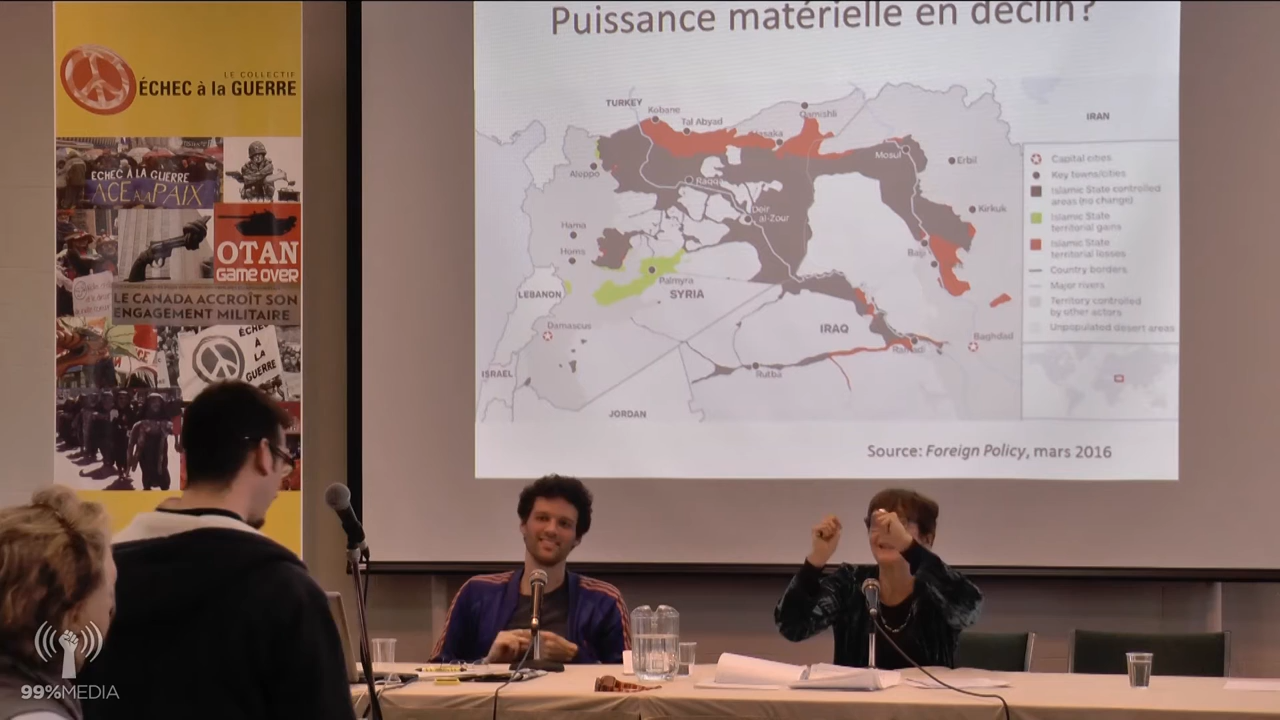 Puissance matérielle en déclin?
LE COLLECTIF
ÉCHEC à la GUERRE
ECHEC À LA GUERRE
PAIX
OTAN
GAME OVER
LE CANADA ACCROÎT SON
ENGAGEMENT MILITAIRE
ÉCHEC
À
LA
GUERRE
TURKEY
Kobane
Tal Abyad
Qamishli
IRAN
Aleppo
Raqqa
Mosul
Erbil
Deir
al-Zour
Kirkuk
Hama
Homs
Baiji
Palmyra
LEBANON
SYRIA
Damascus
IRAQ
Baghdad
Ramadi
ISRAEL
Rutba
JORDAN
Capital cities
Key towns/cities
Islamic State controlled
areas (no change)
Islamic State
territorial gains
Islamic State
territorial losses
Country borders
Major rivers
Territory controlled
by other actors
Unpopulated desert areas
Source: Foreign Policy, mars 2016
99%MEDIA